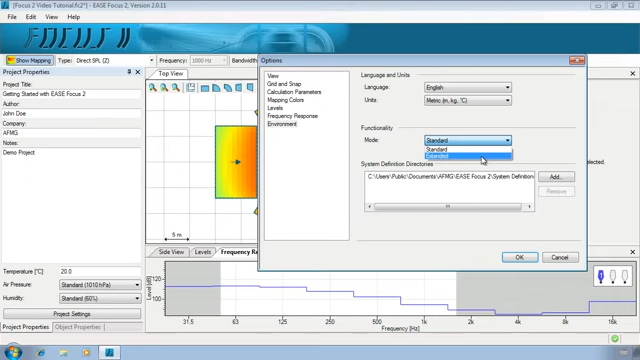 [Focus 2 Video Tutorial.fc2*] - EASE Focus 2, Version 2.0.11
File Edit View Tools Help
FOCUS II
Show Mapping Type: Direct SPL (Z) Frequency: 1000 Hz Bandwidth
Project Properties
Project Title:
Getting Started with EASE Focus 2
Author:
John Doe
Company:
AFMG
Notes:
Demo Project
Temperature (°C) 20.0
Air Pressure: Standard (1010 hPa)
Humidity: Standard (60%)
Project Settings
Project Properties Object Properties
Top View
5 m
Options
View
Grid and Snap
Calculation Parameters
Mapping Colors
Levels
Frequency Response
Environment
Language and Units
Language: English
Units: Metric (m, kg, °C)
Functionality
Mode: Standard
Standard
Extended
System Definition Directories
C:\Users\Public\Documents\AFMG\EASE Focus 2\System Definition
Add...
Remove
OK Cancel
selected.
Side View Levels Frequency Re
Level [dB]
120
100
31.5 63 125 250 500 1k 2k 4k 8k 16k
Frequency [Hz]